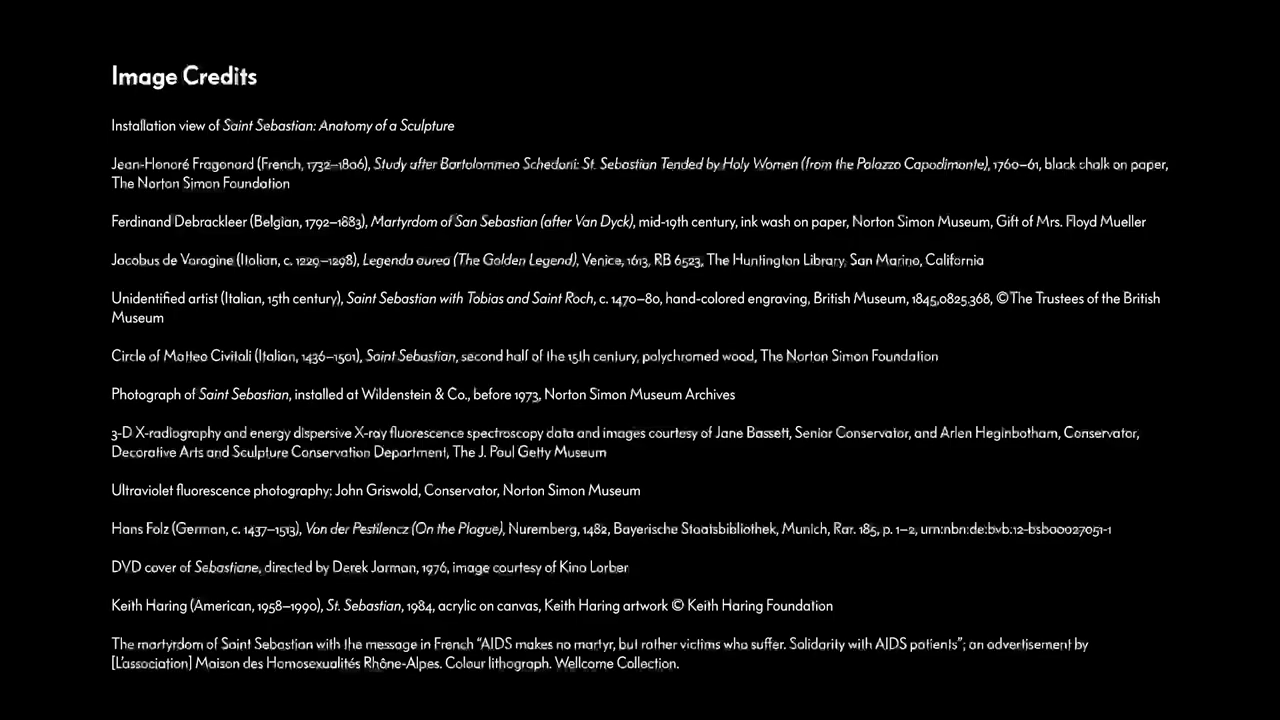 Image Credits
Installation view of Saint Sebastian: Anatomy of a Sculpture
Jean-Honoré Fragonard (French, 1732–1806), Study after Bartolommeo Schedoni: St. Sebastian Tended by Holy Women (from the Palazzo Capodimonte), 1760–61, black chalk on paper,
The Norton Simon Foundation
Ferdinand Debrackleer (Belgian, 1792–1883), Martyrdom of San Sebastian (after Van Dyck), mid-19th century, ink wash on paper, Norton Simon Museum, Gift of Mrs. Floyd Mueller
Jacobus de Voragine (Italian, c. 1229–1298), Legenda aurea (The Golden Legend), Venice, 1613, RB 6523, The Huntington Library, San Marino, California
Unidentified artist (Italian, 15th century), Saint Sebastian with Tobias and Saint Roch, c. 1470–80, hand-colored engraving, British Museum, 1845,0825.368, ©The Trustees of the British
Museum
Circle of Matteo Civitali (Italian, 1436–1501), Saint Sebastian, second half of the 15th century, polychromed wood, The Norton Simon Foundation
Photograph of Saint Sebastian, installed at Wildenstein & Co., before 1973, Norton Simon Museum Archives
3-D X-radiography and energy dispersive X-ray fluorescence spectroscopy data and images courtesy of Jane Bassett, Senior Conservator, and Arlen Heginbotham, Conservator,
Decorative Arts and Sculpture Conservation Department, The J. Paul Getty Museum
Ultraviolet fluorescence photography: John Griswold, Conservator, Norton Simon Museum
Hans Folz (German, c. 1437–1513), Von der Pestilencz (On the Plague), Nuremberg, 1482, Bayerische Staatsbibliothek, Munich, Rar. 185, p. 1–2, urn:nbn:de:bvb:12-bsb00027051-1
DVD cover of Sebastiane, directed by Derek Jarman, 1976, image courtesy of Kino Lorber
Keith Haring (American, 1958–1990), St. Sebastian, 1984, acrylic on canvas, Keith Haring artwork © Keith Haring Foundation
The martyrdom of Saint Sebastian with the message in French “AIDS makes no martyr, but rather victims who suffer. Solidarity with AIDS patients”; an advertisement by
[L’association] Maison des Homosexualités Rhône-Alpes. Colour lithograph. Wellcome Collection.